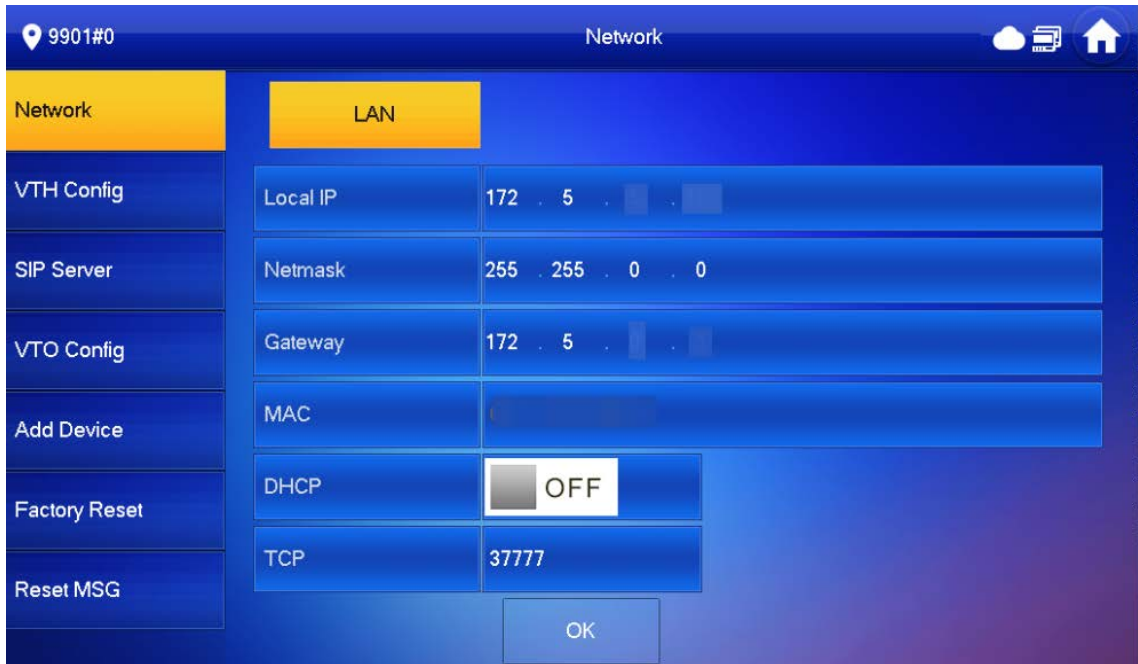 9901#0
Network
Network
VTH Config
SIP Server
VTO Config
Add Device
Factory Reset
Reset MSG
LAN
Local IP 172 . 5 . .
Netmask 255 . 255 . 0 . 0
Gateway 172 . 5 . .
MAC
DHCP OFF
TCP 37777
OK